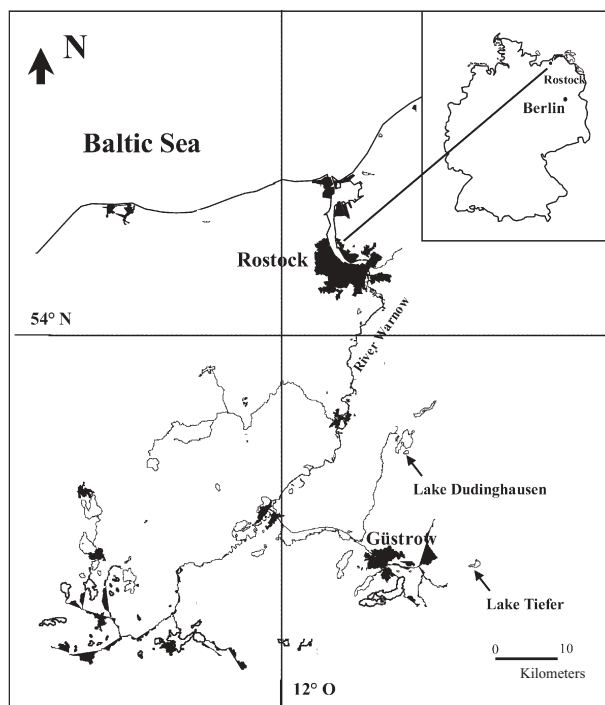 N
Rostock
Berlin
Baltic Sea
Rostock
54° N
River Warnow
Lake Dudinghausen
Güstrow
Lake Tiefer
0 10
Kilometers
12° O